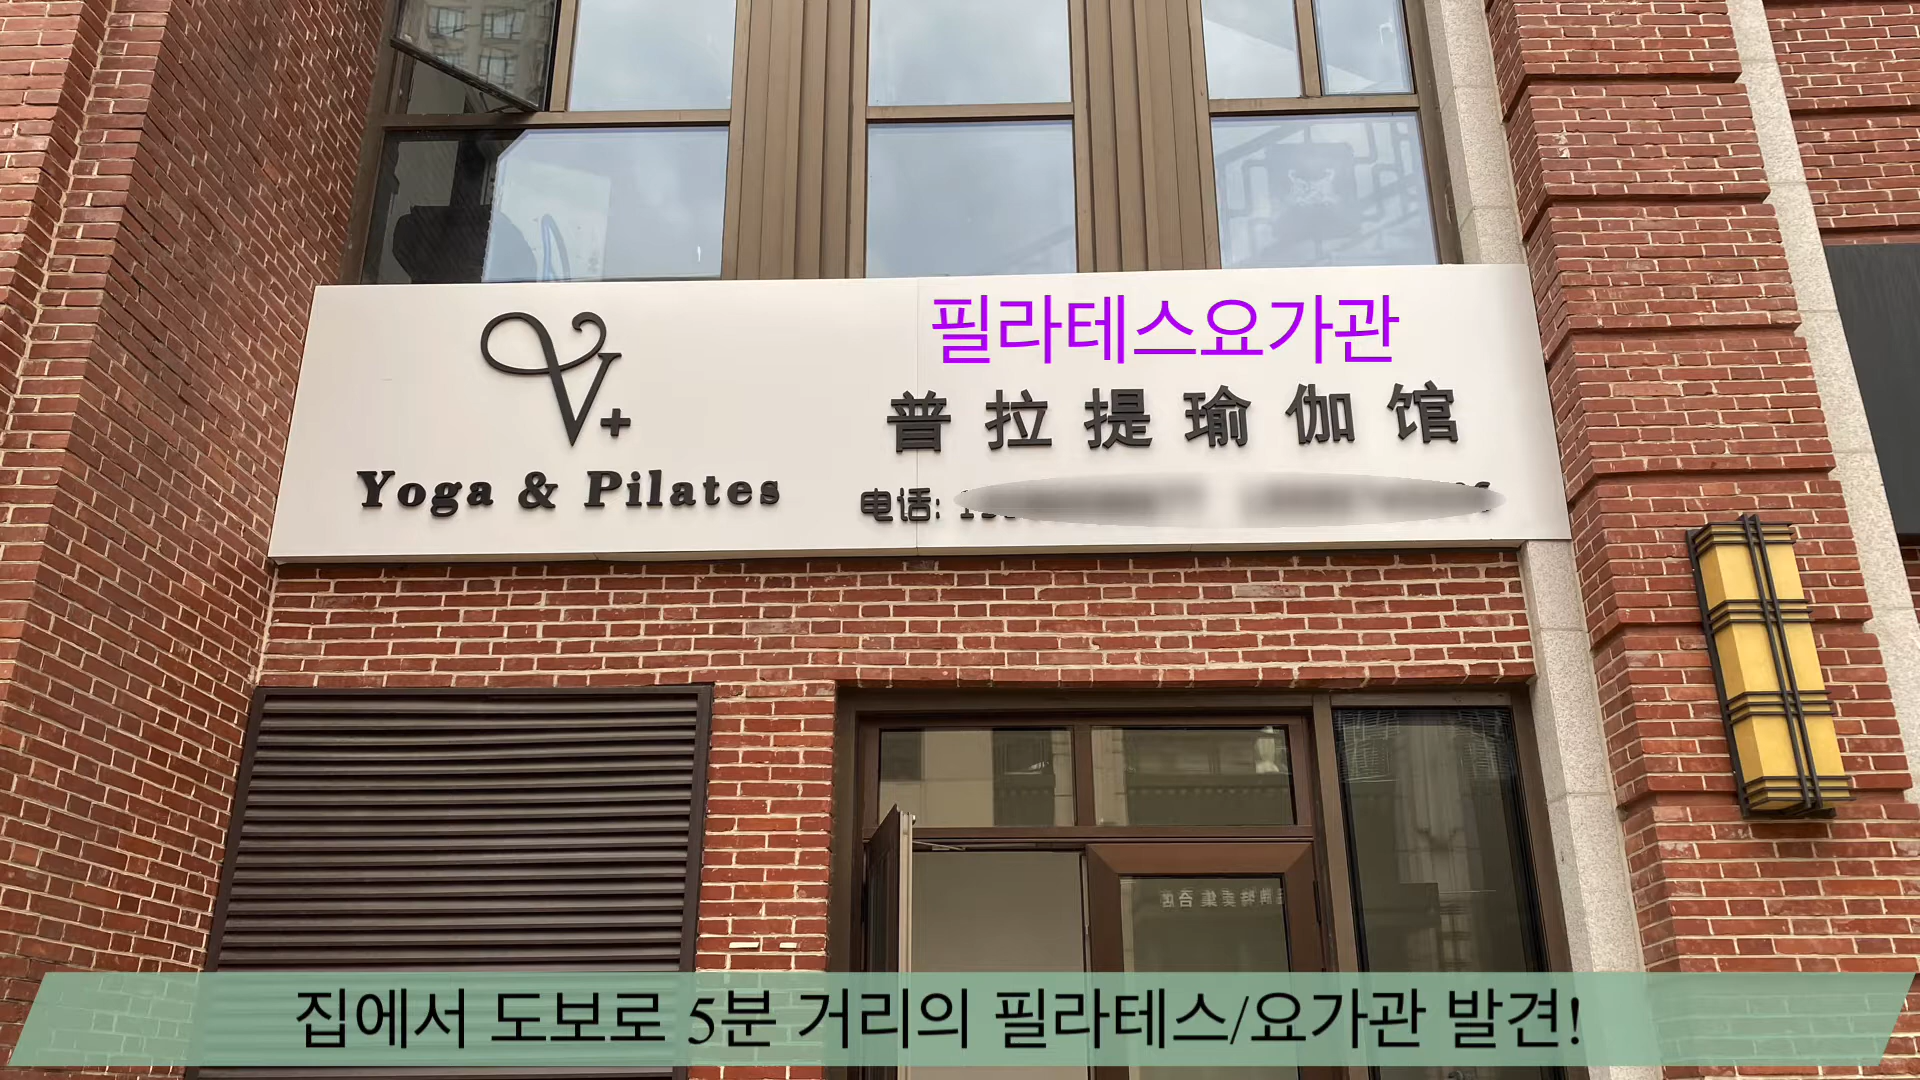 필라테스요가관
V+
普拉提瑜伽馆
Yoga & Pilates
电话:
집에서 도보로 5분 거리의 필라테스/요가관 발견!